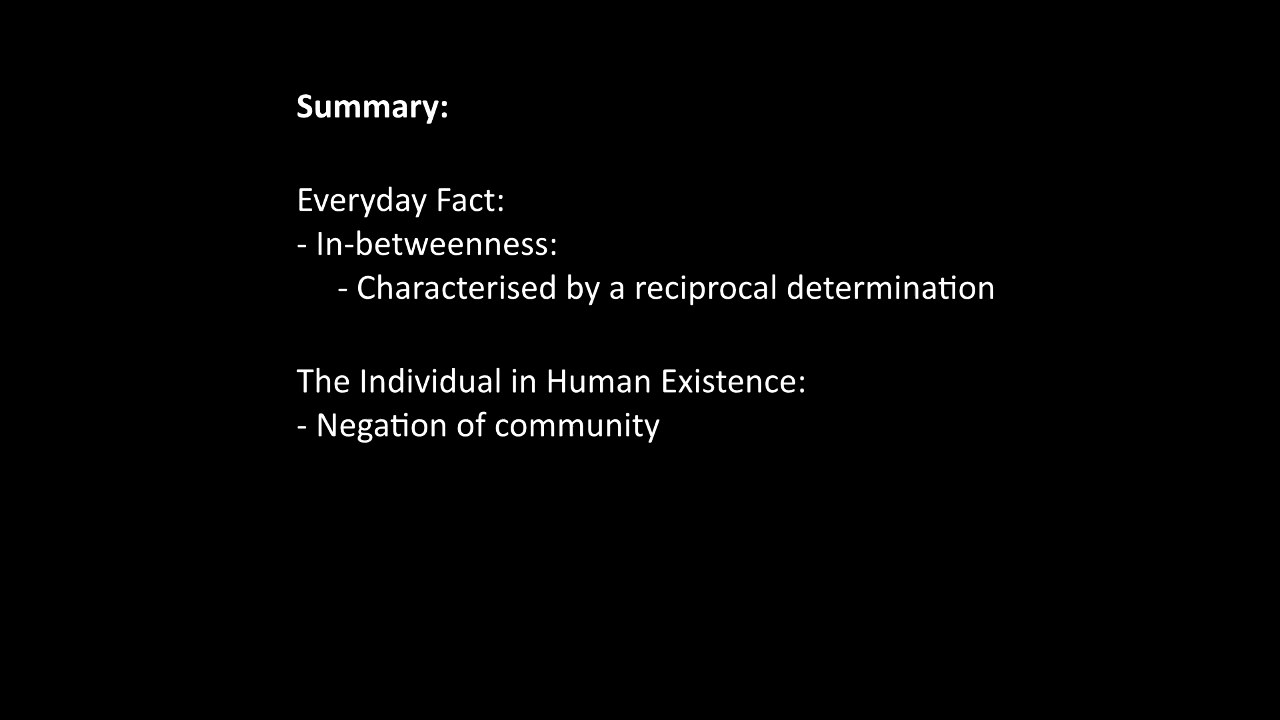 Summary:
Everyday Fact:
- In-betweenness:
- Characterised by a reciprocal determination
The Individual in Human Existence:
- Negation of community